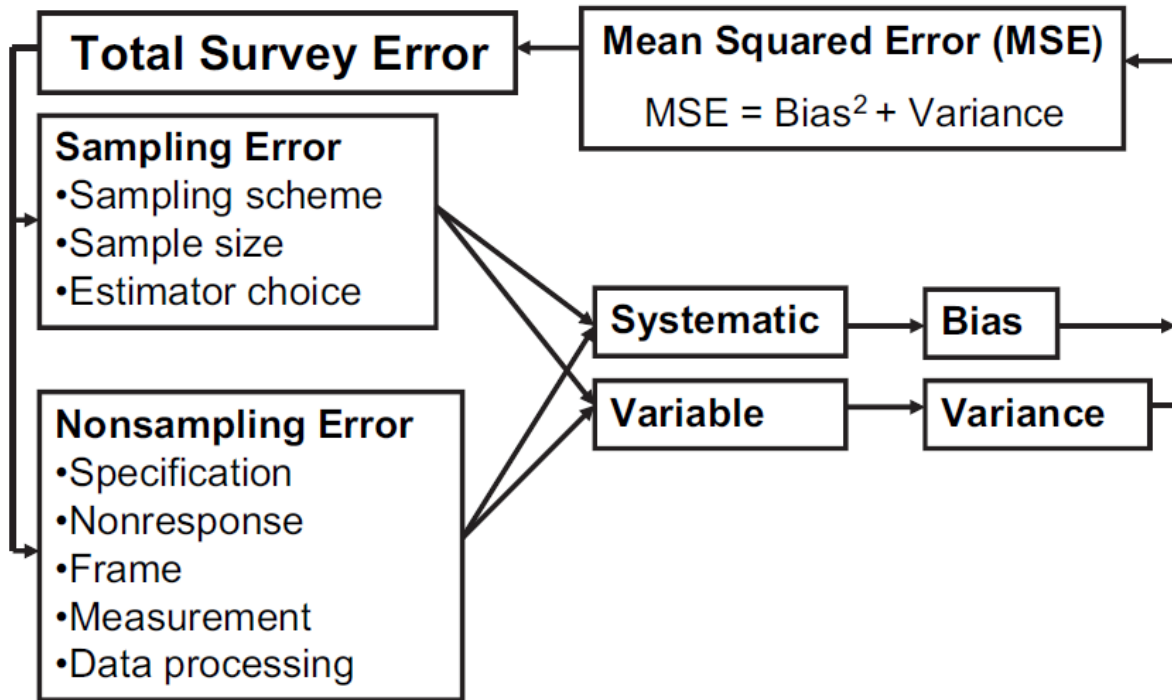 Total Survey Error
Mean Squared Error (MSE)
MSE = Bias² + Variance
Sampling Error
•Sampling scheme
•Sample size
•Estimator choice
Systematic
Bias
Variable
Variance
Nonsampling Error
•Specification
•Nonresponse
•Frame
•Measurement
•Data processing